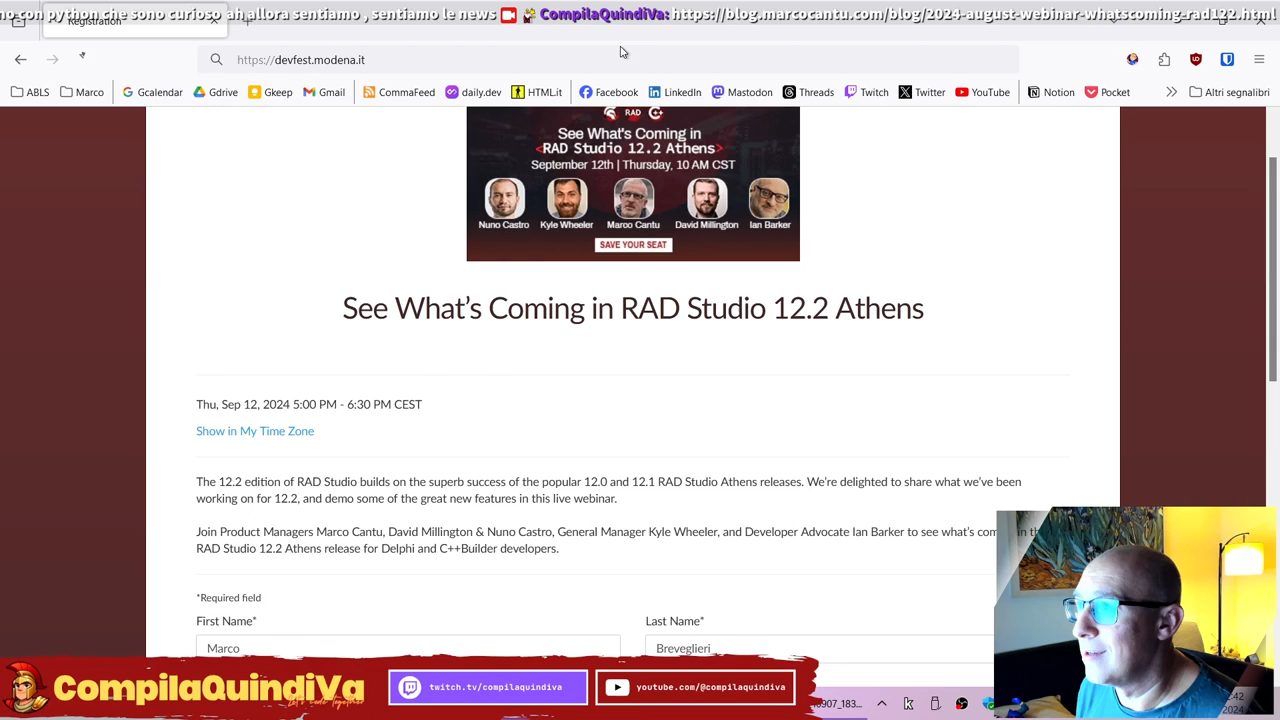 no con python che sono curioso ah allora sentiamo , sentiamo le news CompilaQuindiVa: https://blog.marcocantu.com/blog/2024-august-webinar-whatscoming-rad122.html
Registration
https://devfest.modena.it
ABLS Marco Gcalendar Gdrive Gkeep Gmail CommaFeed daily.dev HTML.it Facebook LinkedIn Mastodon Threads Twitch Twitter YouTube Notion Pocket Altri segnalibri
RAD
See What's Coming in
<RAD Studio 12.2 Athens>
September 12th | Thursday, 10 AM CST
Nuno Castro Kyle Wheeler Marco Cantu David Millington Ian Barker
SAVE YOUR SEAT
See What's Coming in RAD Studio 12.2 Athens
Thu, Sep 12, 2024 5:00 PM - 6:30 PM CEST
Show in My Time Zone
The 12.2 edition of RAD Studio builds on the superb success of the popular 12.0 and 12.1 RAD Studio Athens releases. We're delighted to share what we've been
working on for 12.2, and demo some of the great new features in this live webinar.
Join Product Managers Marco Cantu, David Millington & Nuno Castro, General Manager Kyle Wheeler, and Developer Advocate Ian Barker to see what's com
RAD Studio 12.2 Athens release for Delphi and C++Builder developers.
*Required field
First Name* Last Name*
Marco Breveglieri
CompilaQuindiVa
Let's Code Together
twitch.tv/compilaquindiva
youtube.com/@compilaquindiva